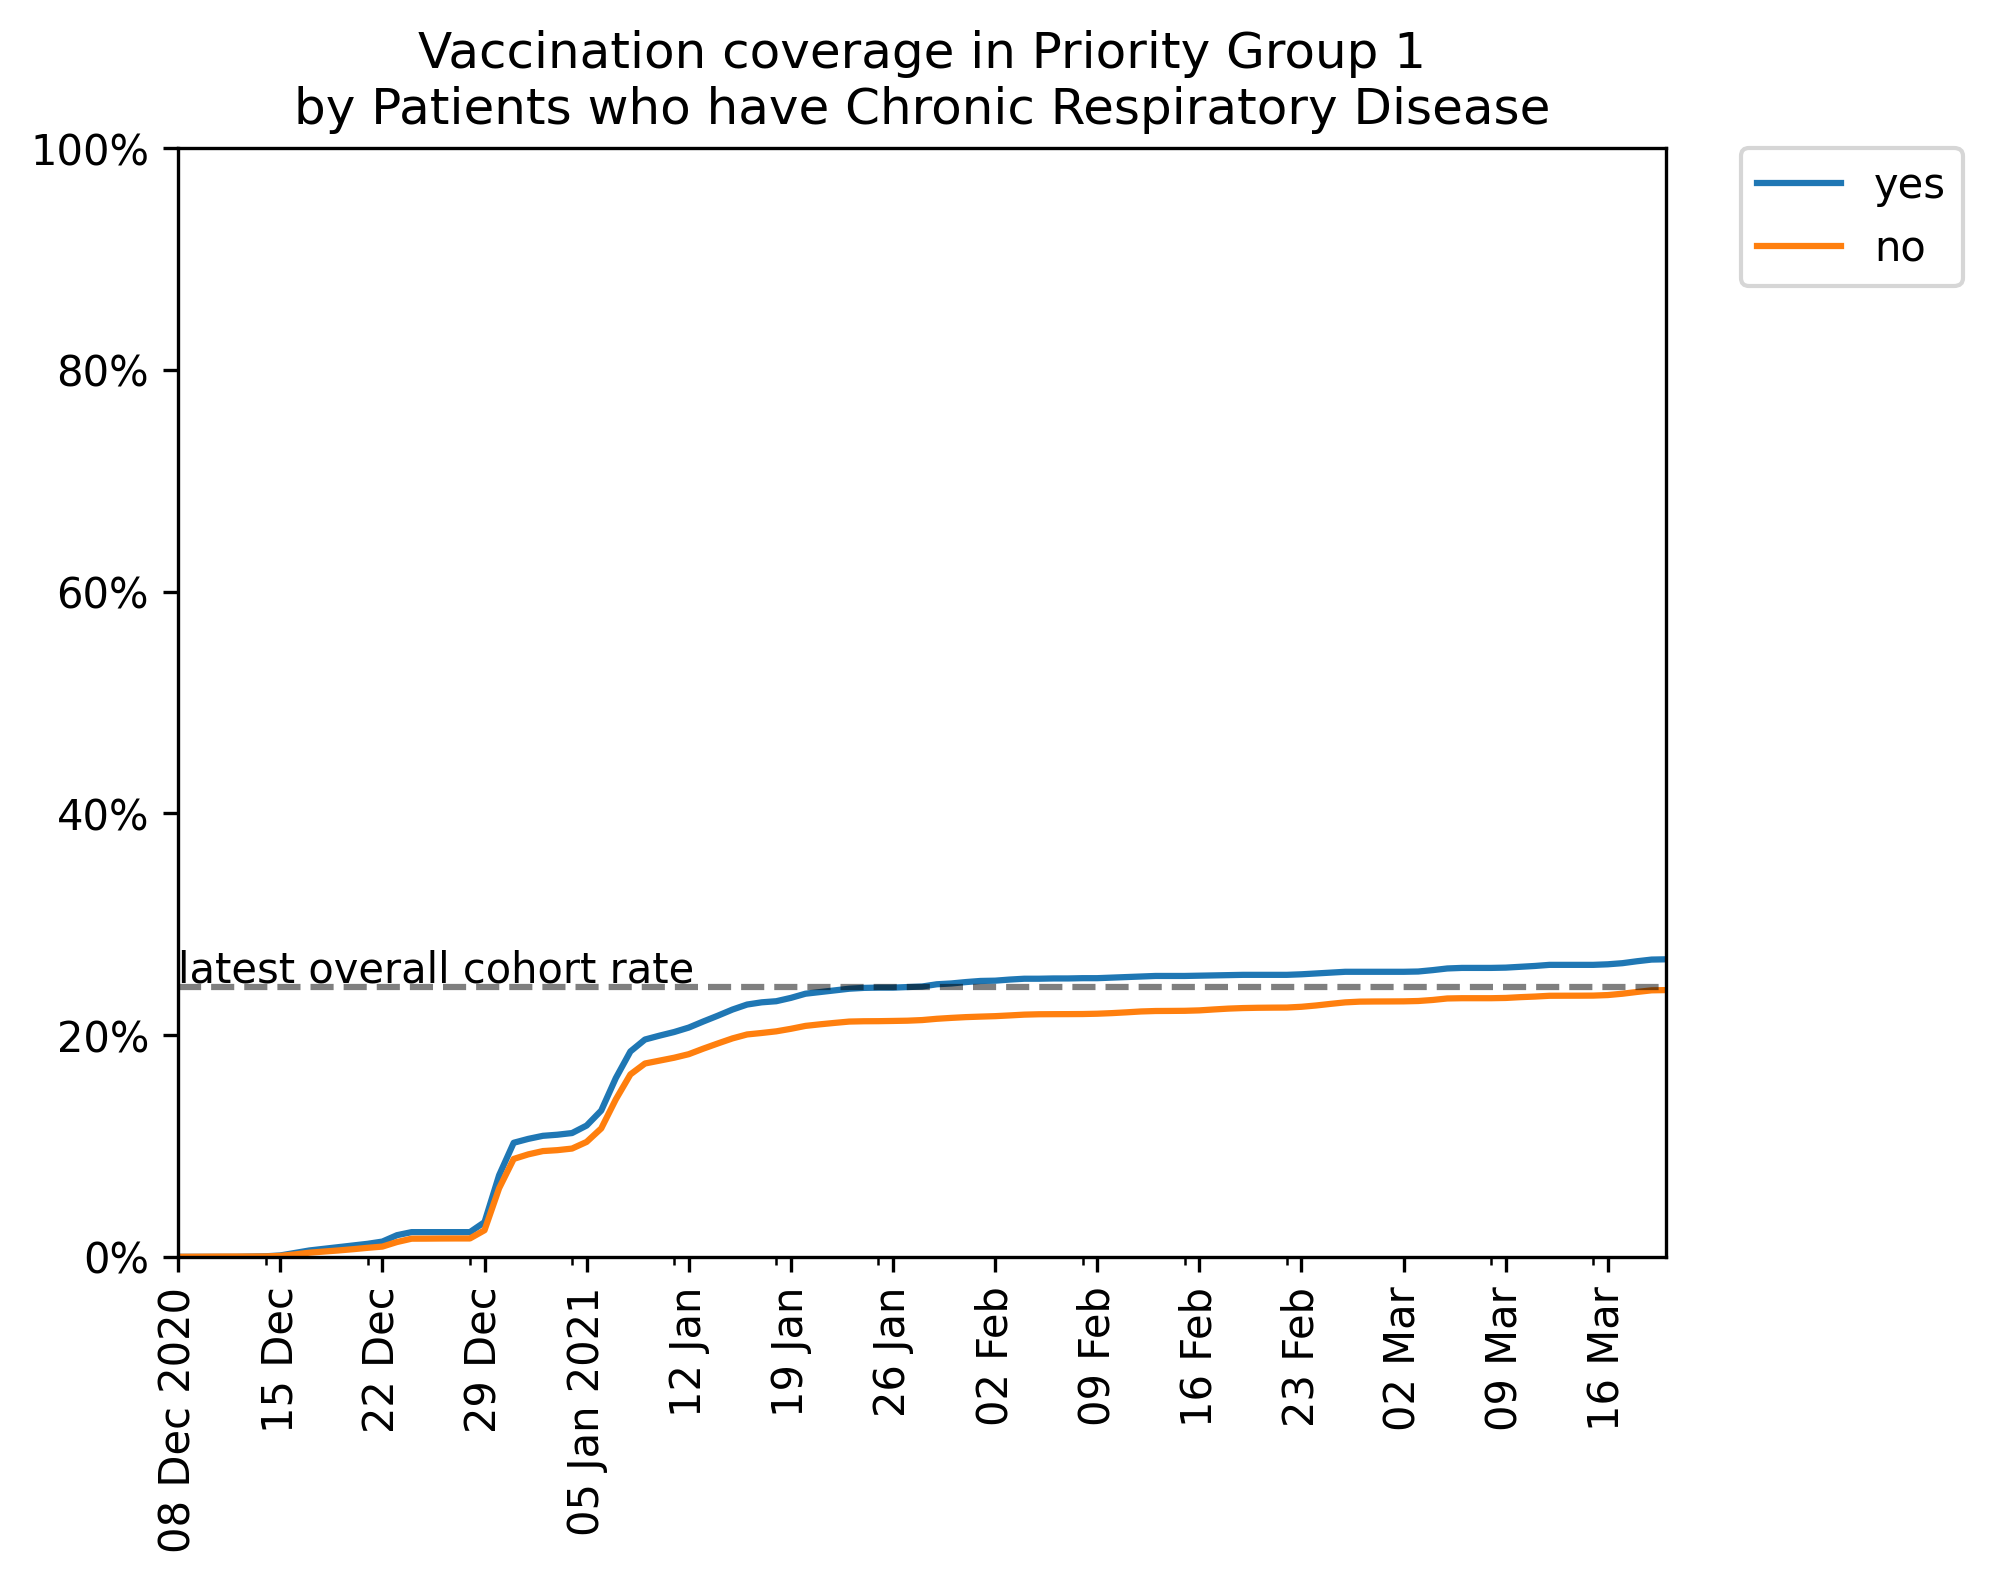 Vaccination coverage in Priority Group 1
by Patients who have Chronic Respiratory Disease
100%
80%
60%
40%
20%
0%
latest overall cohort rate
yes
no
08 Dec 2020
15 Dec
22 Dec
29 Dec
05 Jan 2021
12 Jan
19 Jan
26 Jan
02 Feb
09 Feb
16 Feb
23 Feb
02 Mar
09 Mar
16 Mar